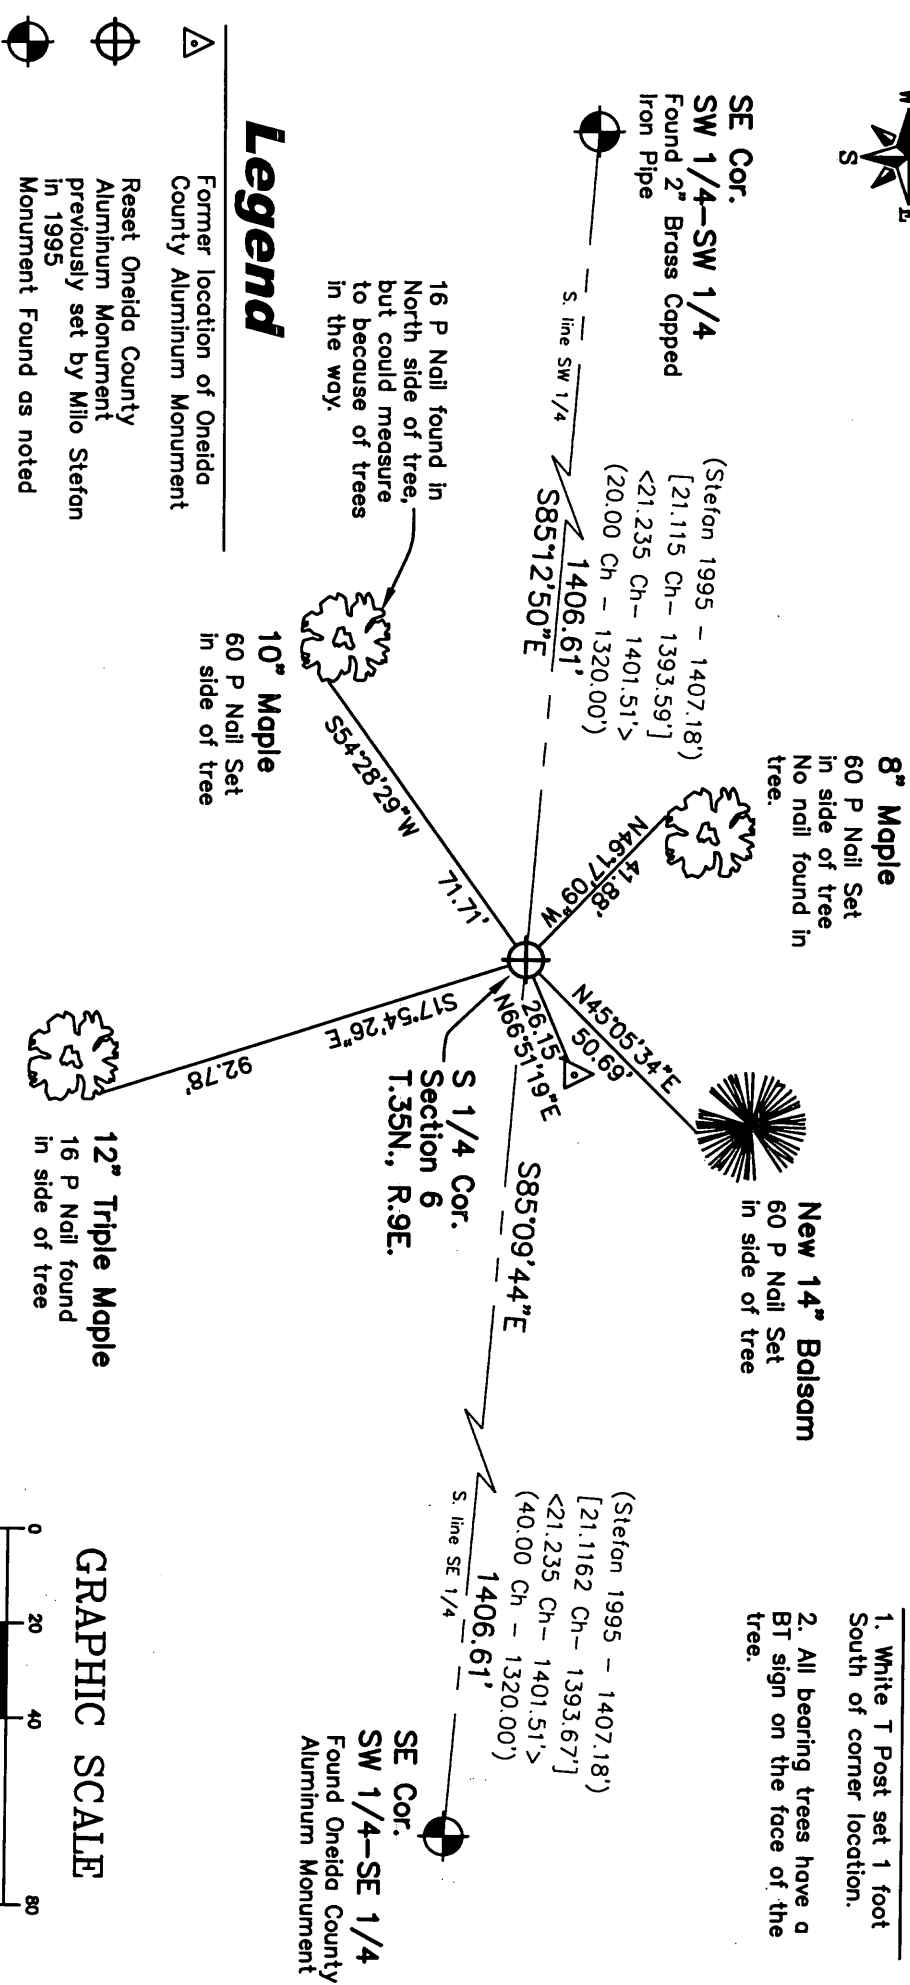 W
S
E
SE Cor.
SW 1/4–SW 1/4
Found 2" Brass Capped
Iron Pipe
S. line SW 1/4
(Stefan 1995 – 1407.18')
[21.115 Ch– 1393.59']
<21.235 Ch– 1401.51'>
(20.00 Ch – 1320.00')
1406.61'
S85°12'50"E
8" Maple
60 P Nail Set
in side of tree
No nail found in
tree.
N46°17'09"W
41.88'
New 14" Balsam
60 P Nail Set
in side of tree
N45°05'34"E
50.69'
26.15'
N66°51'19"E
1. White T Post set 1 foot
South of corner location.
2. All bearing trees have a
BT sign on the face of the
tree.
16 P Nail found in
North side of tree,
but could measure
to because of trees
in the way.
10" Maple
60 P Nail Set
in side of tree
S54°28'29"W
71.71'
S17°54'26"E
92.78'
12" Triple Maple
16 P Nail found
in side of tree
S 1/4 Cor.
Section 6
T.35N., R.9E.
S85°09'44"E
(Stefan 1995 – 1407.18')
[21.1162 Ch– 1393.67']
<21.235 Ch– 1401.51'>
(40.00 Ch – 1320.00')
1406.61'
S. line SE 1/4
SE Cor.
SW 1/4–SE 1/4
Found Oneida County
Aluminum Monument
Legend
Former location of Oneida
County Aluminum Monument
Reset Oneida County
Aluminum Monument
previously set by Milo Stefan
in 1995
Monument Found as noted
GRAPHIC SCALE
0 20 40 80